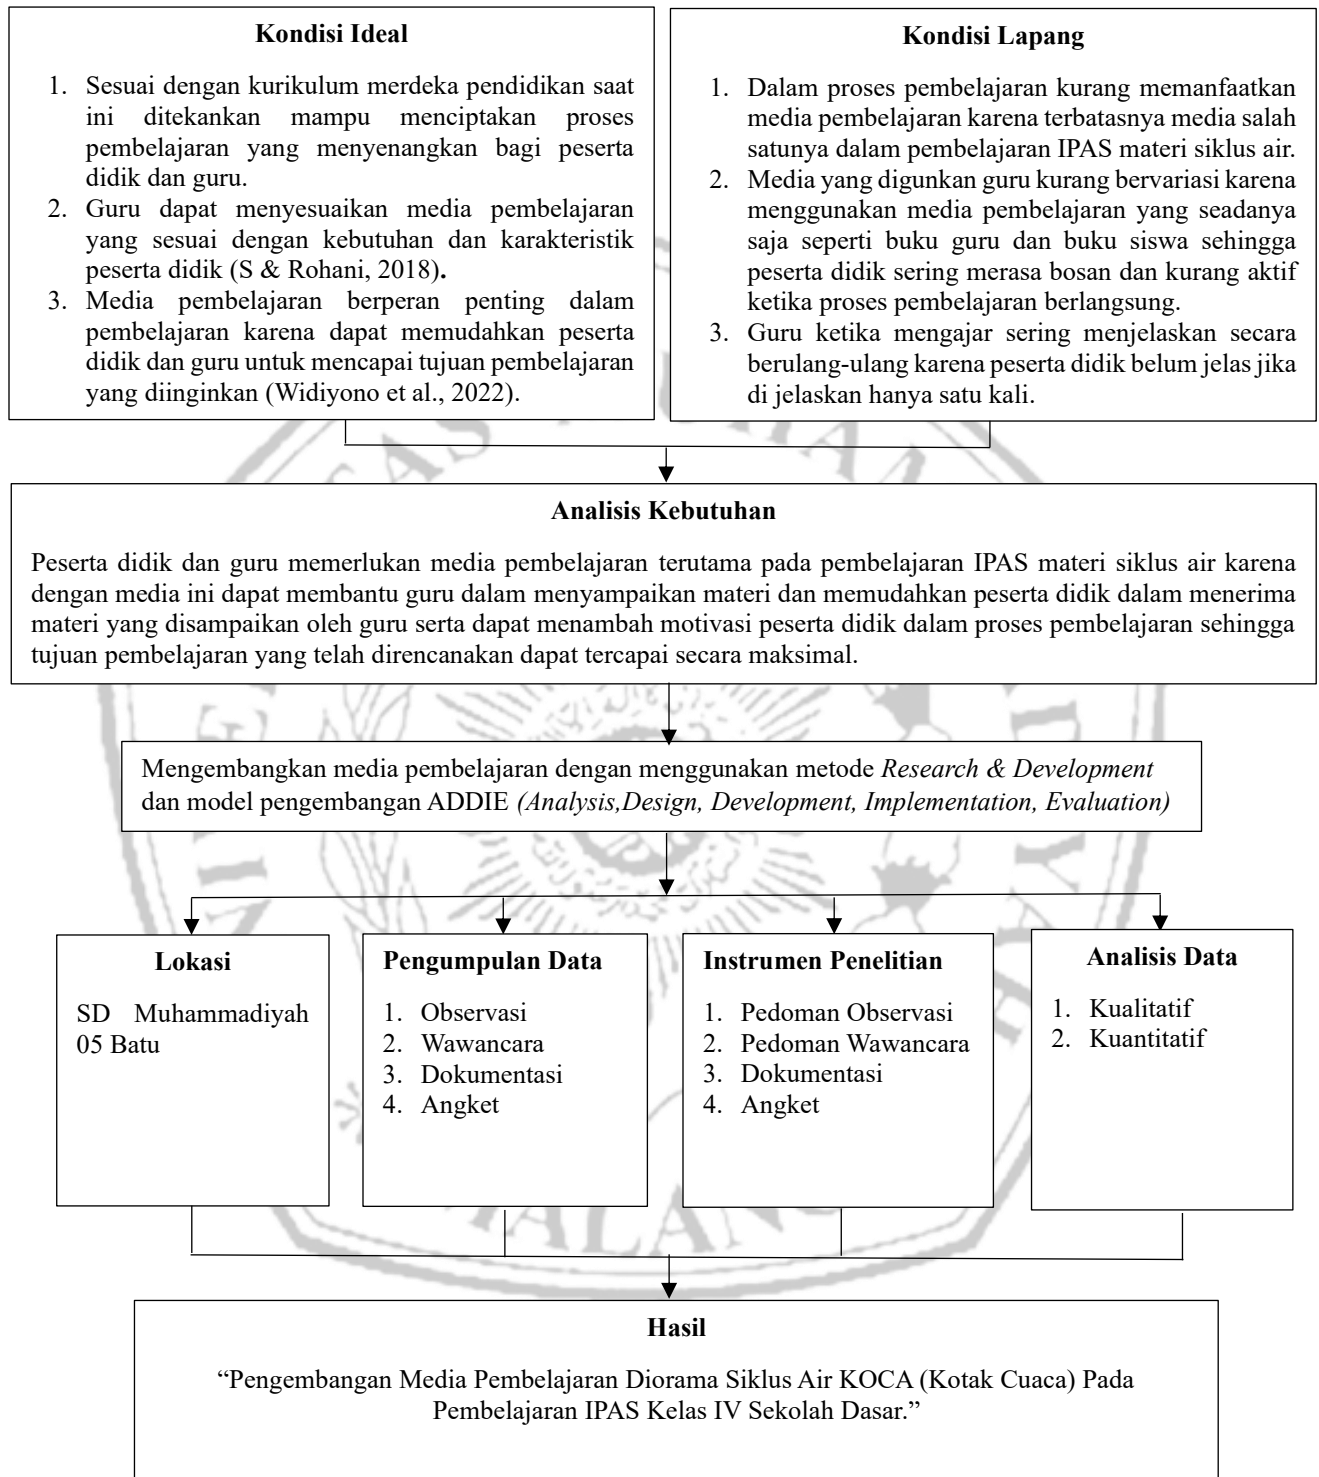 Kondisi Ideal
1. Sesuai dengan kurikulum merdeka pendidikan saat
ini ditekankan mampu menciptakan proses
pembelajaran yang menyenangkan bagi peserta
didik dan guru.
2. Guru dapat menyesuaikan media pembelajaran
yang sesuai dengan kebutuhan dan karakteristik
peserta didik (S & Rohani, 2018).
3. Media pembelajaran berperan penting dalam
pembelajaran karena dapat memudahkan peserta
didik dan guru untuk mencapai tujuan pembelajaran
yang diinginkan (Widiyono et al., 2022).
Kondisi Lapang
1. Dalam proses pembelajaran kurang memanfaatkan
media pembelajaran karena terbatasnya media salah
satunya dalam pembelajaran IPAS materi siklus air.
2. Media yang digunkan guru kurang bervariasi karena
menggunakan media pembelajaran yang seadanya
saja seperti buku guru dan buku siswa sehingga
peserta didik sering merasa bosan dan kurang aktif
ketika proses pembelajaran berlangsung.
3. Guru ketika mengajar sering menjelaskan secara
berulang-ulang karena peserta didik belum jelas jika
di jelaskan hanya satu kali.
Analisis Kebutuhan
Peserta didik dan guru memerlukan media pembelajaran terutama pada pembelajaran IPAS materi siklus air karena
dengan media ini dapat membantu guru dalam menyampaikan materi dan memudahkan peserta didik dalam menerima
materi yang disampaikan oleh guru serta dapat menambah motivasi peserta didik dalam proses pembelajaran sehingga
tujuan pembelajaran yang telah direncanakan dapat tercapai secara maksimal.
Mengembangkan media pembelajaran dengan menggunakan metode Research & Development
dan model pengembangan ADDIE (Analysis,Design, Development, Implementation, Evaluation)
Lokasi
SD Muhammadiyah
05 Batu
Pengumpulan Data
1. Observasi
2. Wawancara
3. Dokumentasi
4. Angket
Instrumen Penelitian
1. Pedoman Observasi
2. Pedoman Wawancara
3. Dokumentasi
4. Angket
Analisis Data
1. Kualitatif
2. Kuantitatif
Hasil
“Pengembangan Media Pembelajaran Diorama Siklus Air KOCA (Kotak Cuaca) Pada
Pembelajaran IPAS Kelas IV Sekolah Dasar.”